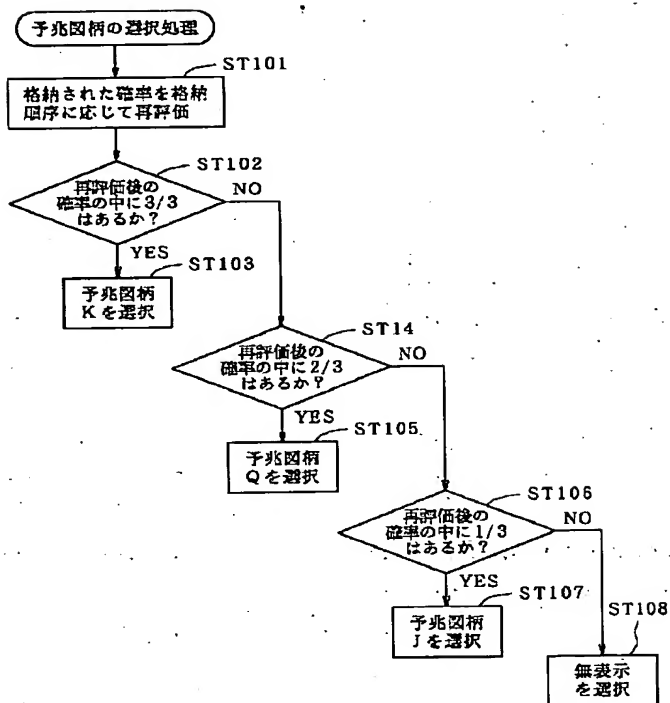 予兆図柄の選択処理
ST101
格納された確率を格納
順序に応じて再評価
ST102
再評価後の
確率の中に3/3
はあるか?
NO
YES
ST103
予兆図柄
Kを選択
ST14
再評価後の
確率の中に2/3
はあるか?
NO
YES
ST105
予兆図柄
Qを選択
ST106
再評価後の
確率の中に1/3
はあるか?
NO
YES
ST107
予兆図柄
Jを選択
ST108
無表示
を選択